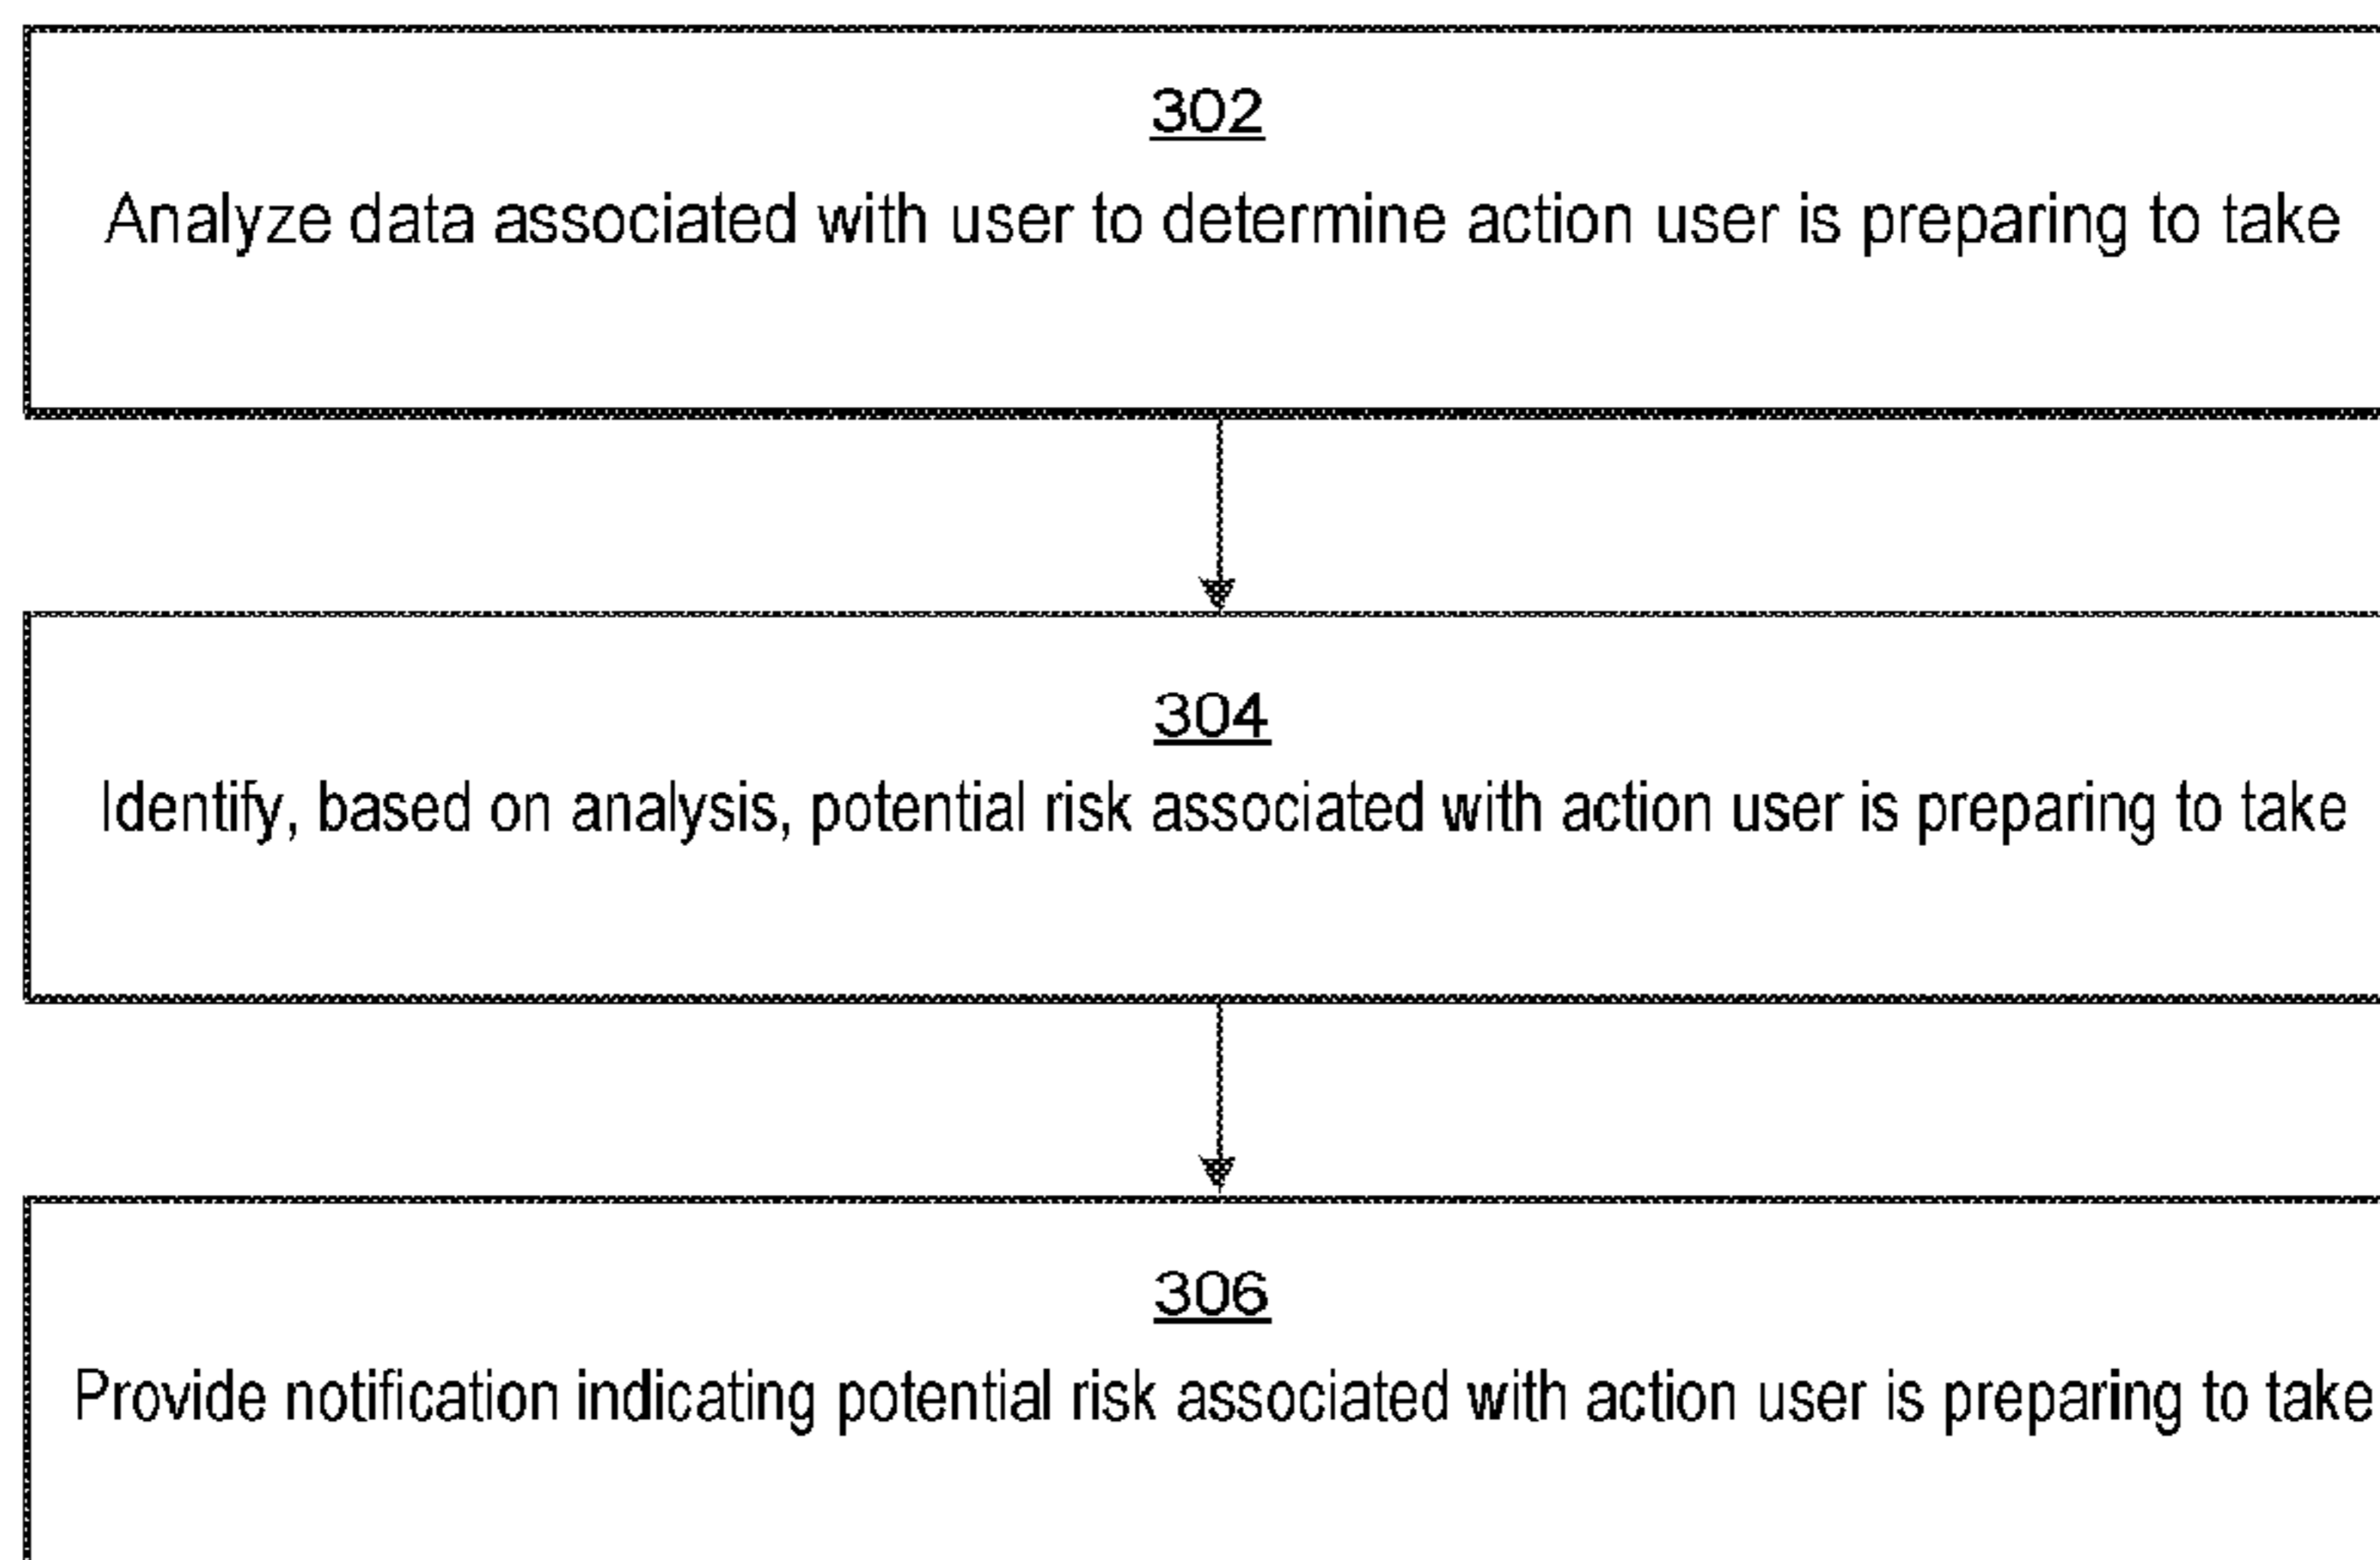 302
Analyze data associated with user to determine action user is preparing to take
304
Identify, based on analysis, potential risk associated with action user is preparing to take
306
Provide notification indicating potential risk associated with action user is preparing to take